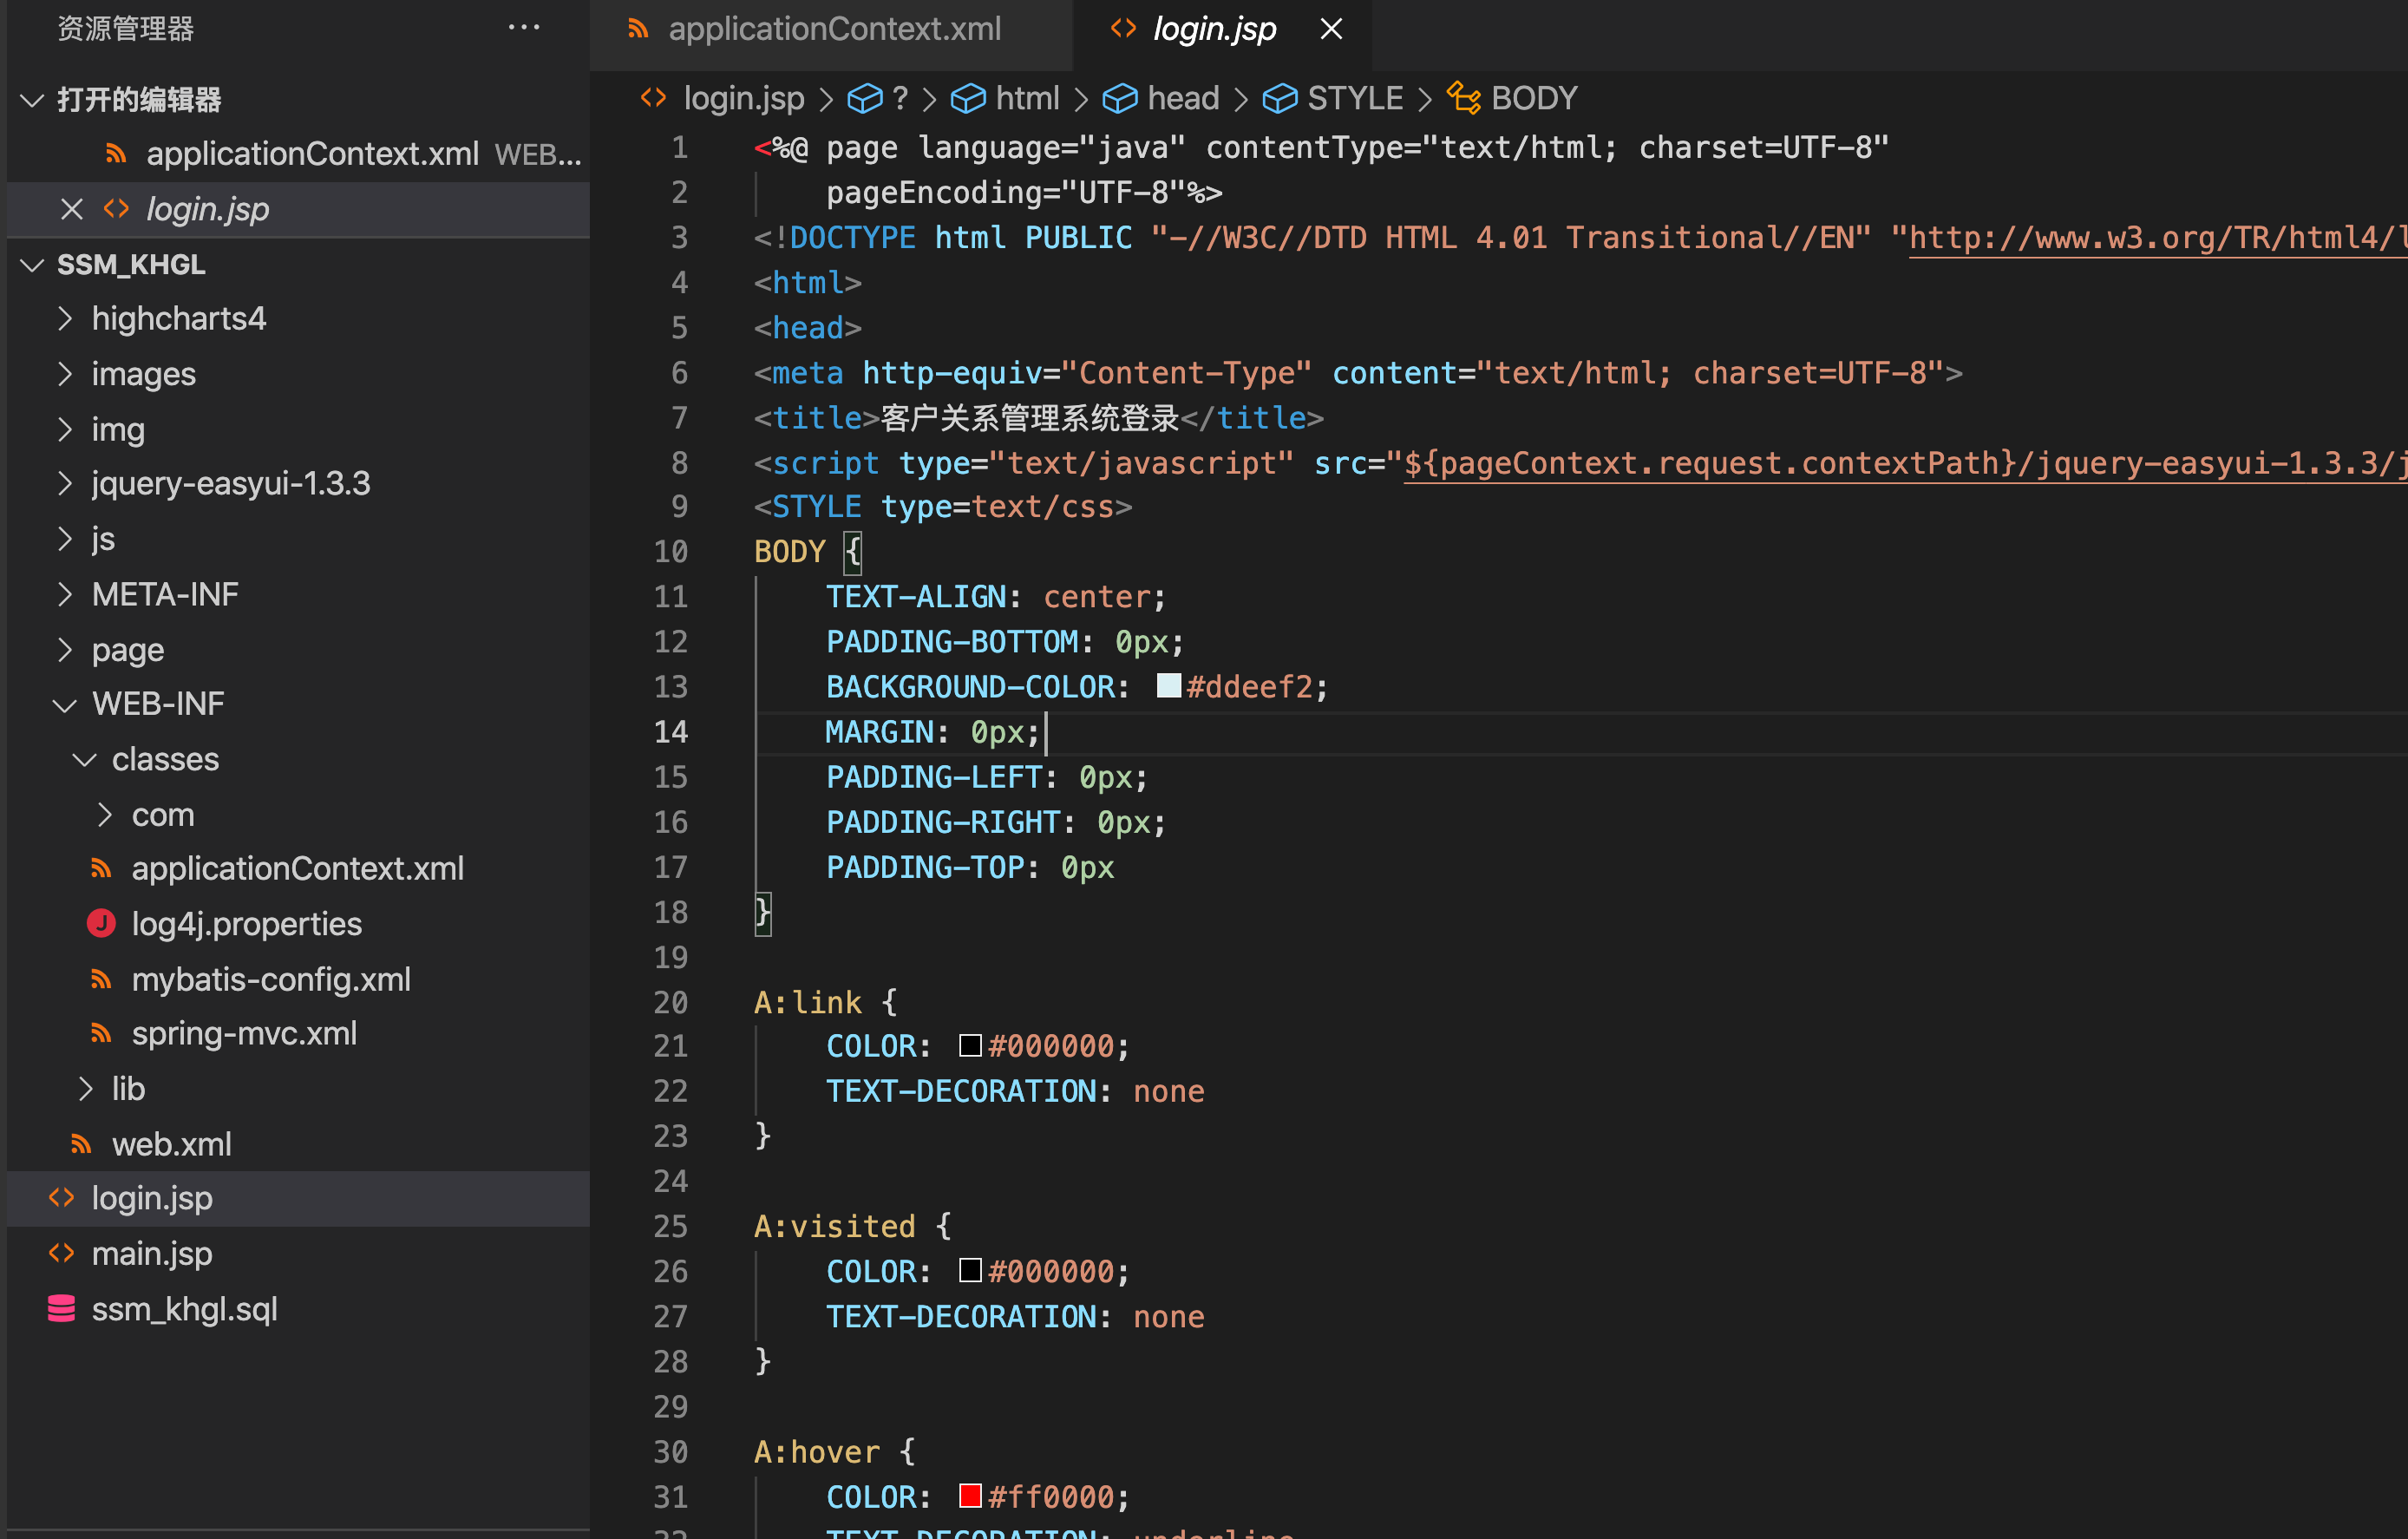 资源管理器
打开的编辑器
applicationContext.xml WEB...
login.jsp
SSM_KHGL
highcharts4
images
img
jquery-easyui-1.3.3
js
META-INF
page
WEB-INF
classes
com
applicationContext.xml
log4j.properties
mybatis-config.xml
spring-mvc.xml
lib
web.xml
login.jsp
main.jsp
ssm_khgl.sql
applicationContext.xml
login.jsp
login.jsp > ? > html > head > STYLE > BODY
1 <%@ page language="java" contentType="text/html; charset=UTF-8"
2 pageEncoding="UTF-8"%>
3 <!DOCTYPE html PUBLIC "-//W3C//DTD HTML 4.01 Transitional//EN" "http://www.w3.org/TR/html4/l
4 <html>
5 <head>
6 <meta http-equiv="Content-Type" content="text/html; charset=UTF-8">
7 <title>客户关系管理系统登录</title>
8 <script type="text/javascript" src="${pageContext.request.contextPath}/jquery-easyui-1.3.3/j
9 <STYLE type=text/css>
10 BODY {
11 TEXT-ALIGN: center;
12 PADDING-BOTTOM: 0px;
13 BACKGROUND-COLOR: #ddeef2;
14 MARGIN: 0px;
15 PADDING-LEFT: 0px;
16 PADDING-RIGHT: 0px;
17 PADDING-TOP: 0px
18 }
19
20 A:link {
21 COLOR: #000000;
22 TEXT-DECORATION: none
23 }
24
25 A:visited {
26 COLOR: #000000;
27 TEXT-DECORATION: none
28 }
29
30 A:hover {
31 COLOR: #ff0000;
32 TEXT-DECORATION: underline